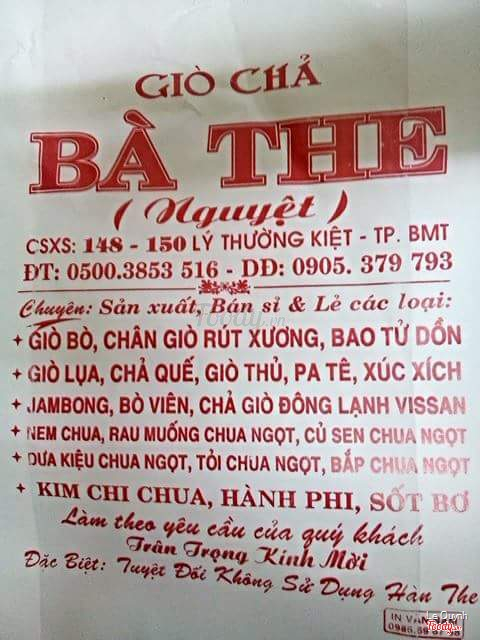 GIÒ CHẢ
BÀ THE
( Nguyệt )
CSXS: 148 - 150 LÝ THƯỜNG KIỆT - TP. BMT
ĐT: 0500.3853 516 - DĐ: 0905. 379 793
Chuyên: Sản xuất, Bán sỉ & Lẻ các loại:
+ GIÒ BÒ, CHÂN GIÒ RÚT XƯƠNG, BAO TỬ DỒN
+ GIÒ LỤA, CHẢ QUẾ, GIÒ THỦ, PA TÊ, XÚC XÍCH
+ JAMBONG, BÒ VIÊN, CHẢ GIÒ ĐÔNG LẠNH VISSAN
+ NEM CHUA, RAU MUỐNG CHUA NGỌT, CỦ SEN CHUA NGỌT
+ DƯA KIỆU CHUA NGỌT, TỎI CHUA NGỌT, BẮP CHUA NGỌT
+ KIM CHI CHUA, HÀNH PHI, SỐT BƠ
Làm theo yêu cầu của quý khách
Trân Trọng Kính Mời
Đặc Biệt: Tuyệt Đối Không Sử Dụng Hàn The
IN
Foody.vn